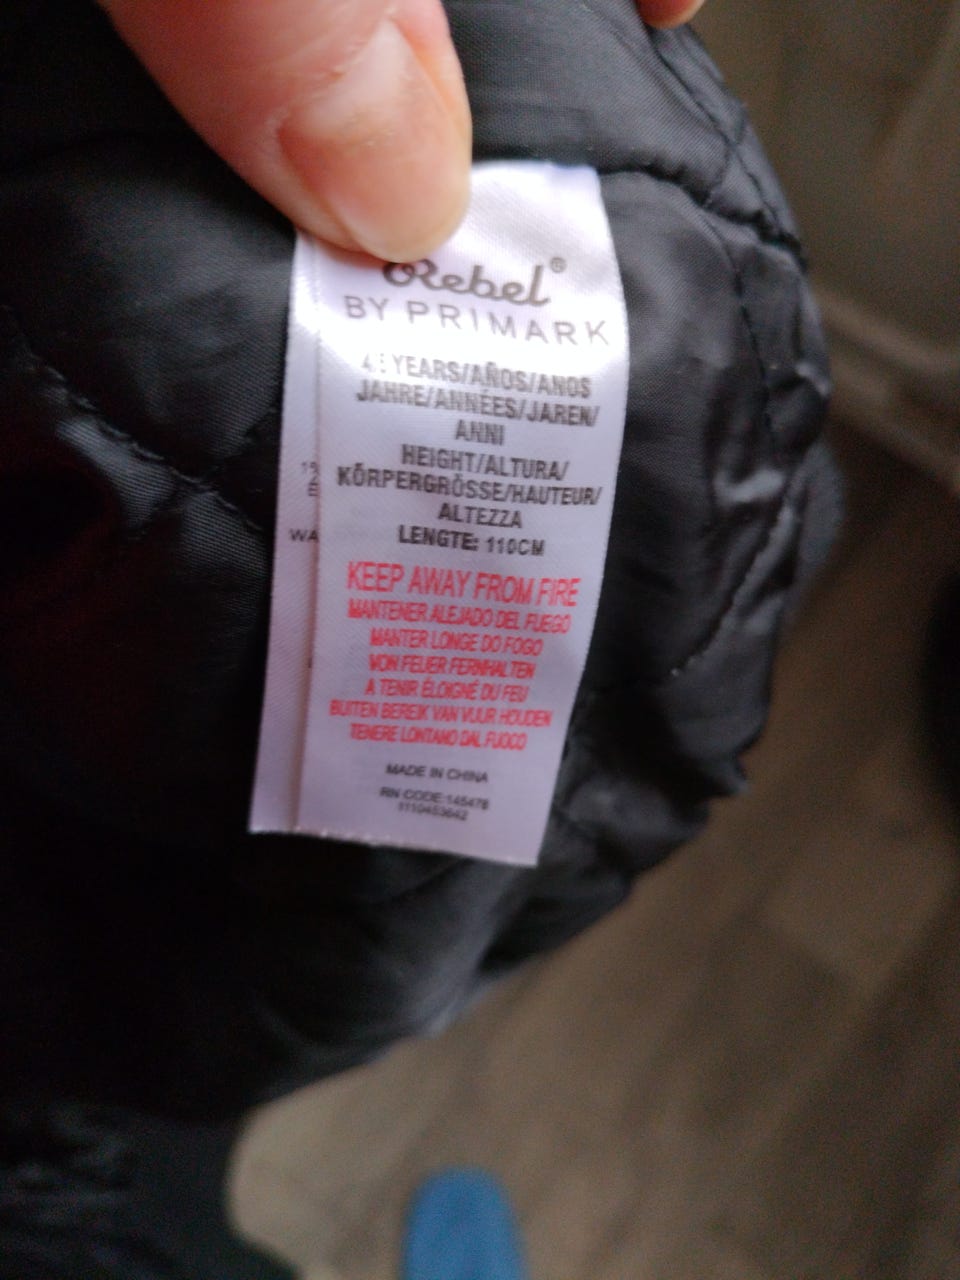 Rebel®
BY PRIMARK
YEARS/AÑOS/ANOS
JAHRE/ANNÉES/JAREN/
ANNI
HEIGHT/ALTURA/
KÖRPERGRÖSSE/HAUTEUR/
ALTEZZA
LENGTE: 110CM
KEEP AWAY FROM FIRE
MANTENER ALEJADO DEL FUEGO
MANTER LONGE DO FOGO
VON FEUER FERNHALTEN
A TENIR ÉLOIGNÉ DU FEU
BUITEN BEREIK VAN VUUR HOUDEN
TENERE LONTANO DAL FUOCO
MADE IN CHINA
RN CODE:145478
WA